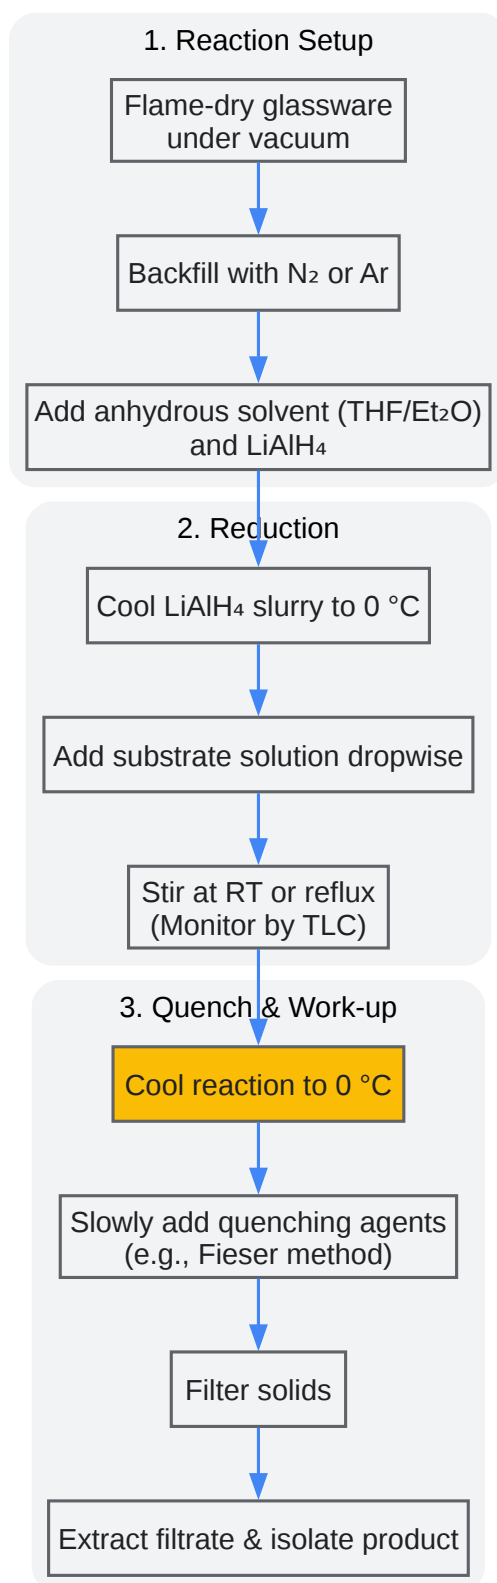 1. Reaction Setup
Flame-dry glassware
under vacuum
Backfill with N₂ or Ar
Add anhydrous solvent (THF/Et₂O)
and LiAlH₄
2. Reduction
Cool LiAlH₄ slurry to 0 °C
Add substrate solution dropwise
Stir at RT or reflux
(Monitor by TLC)
3. Quench & Work-up
Cool reaction to 0 °C
Slowly add quenching agents
(e.g., Fieser method)
Filter solids
Extract filtrate & isolate product